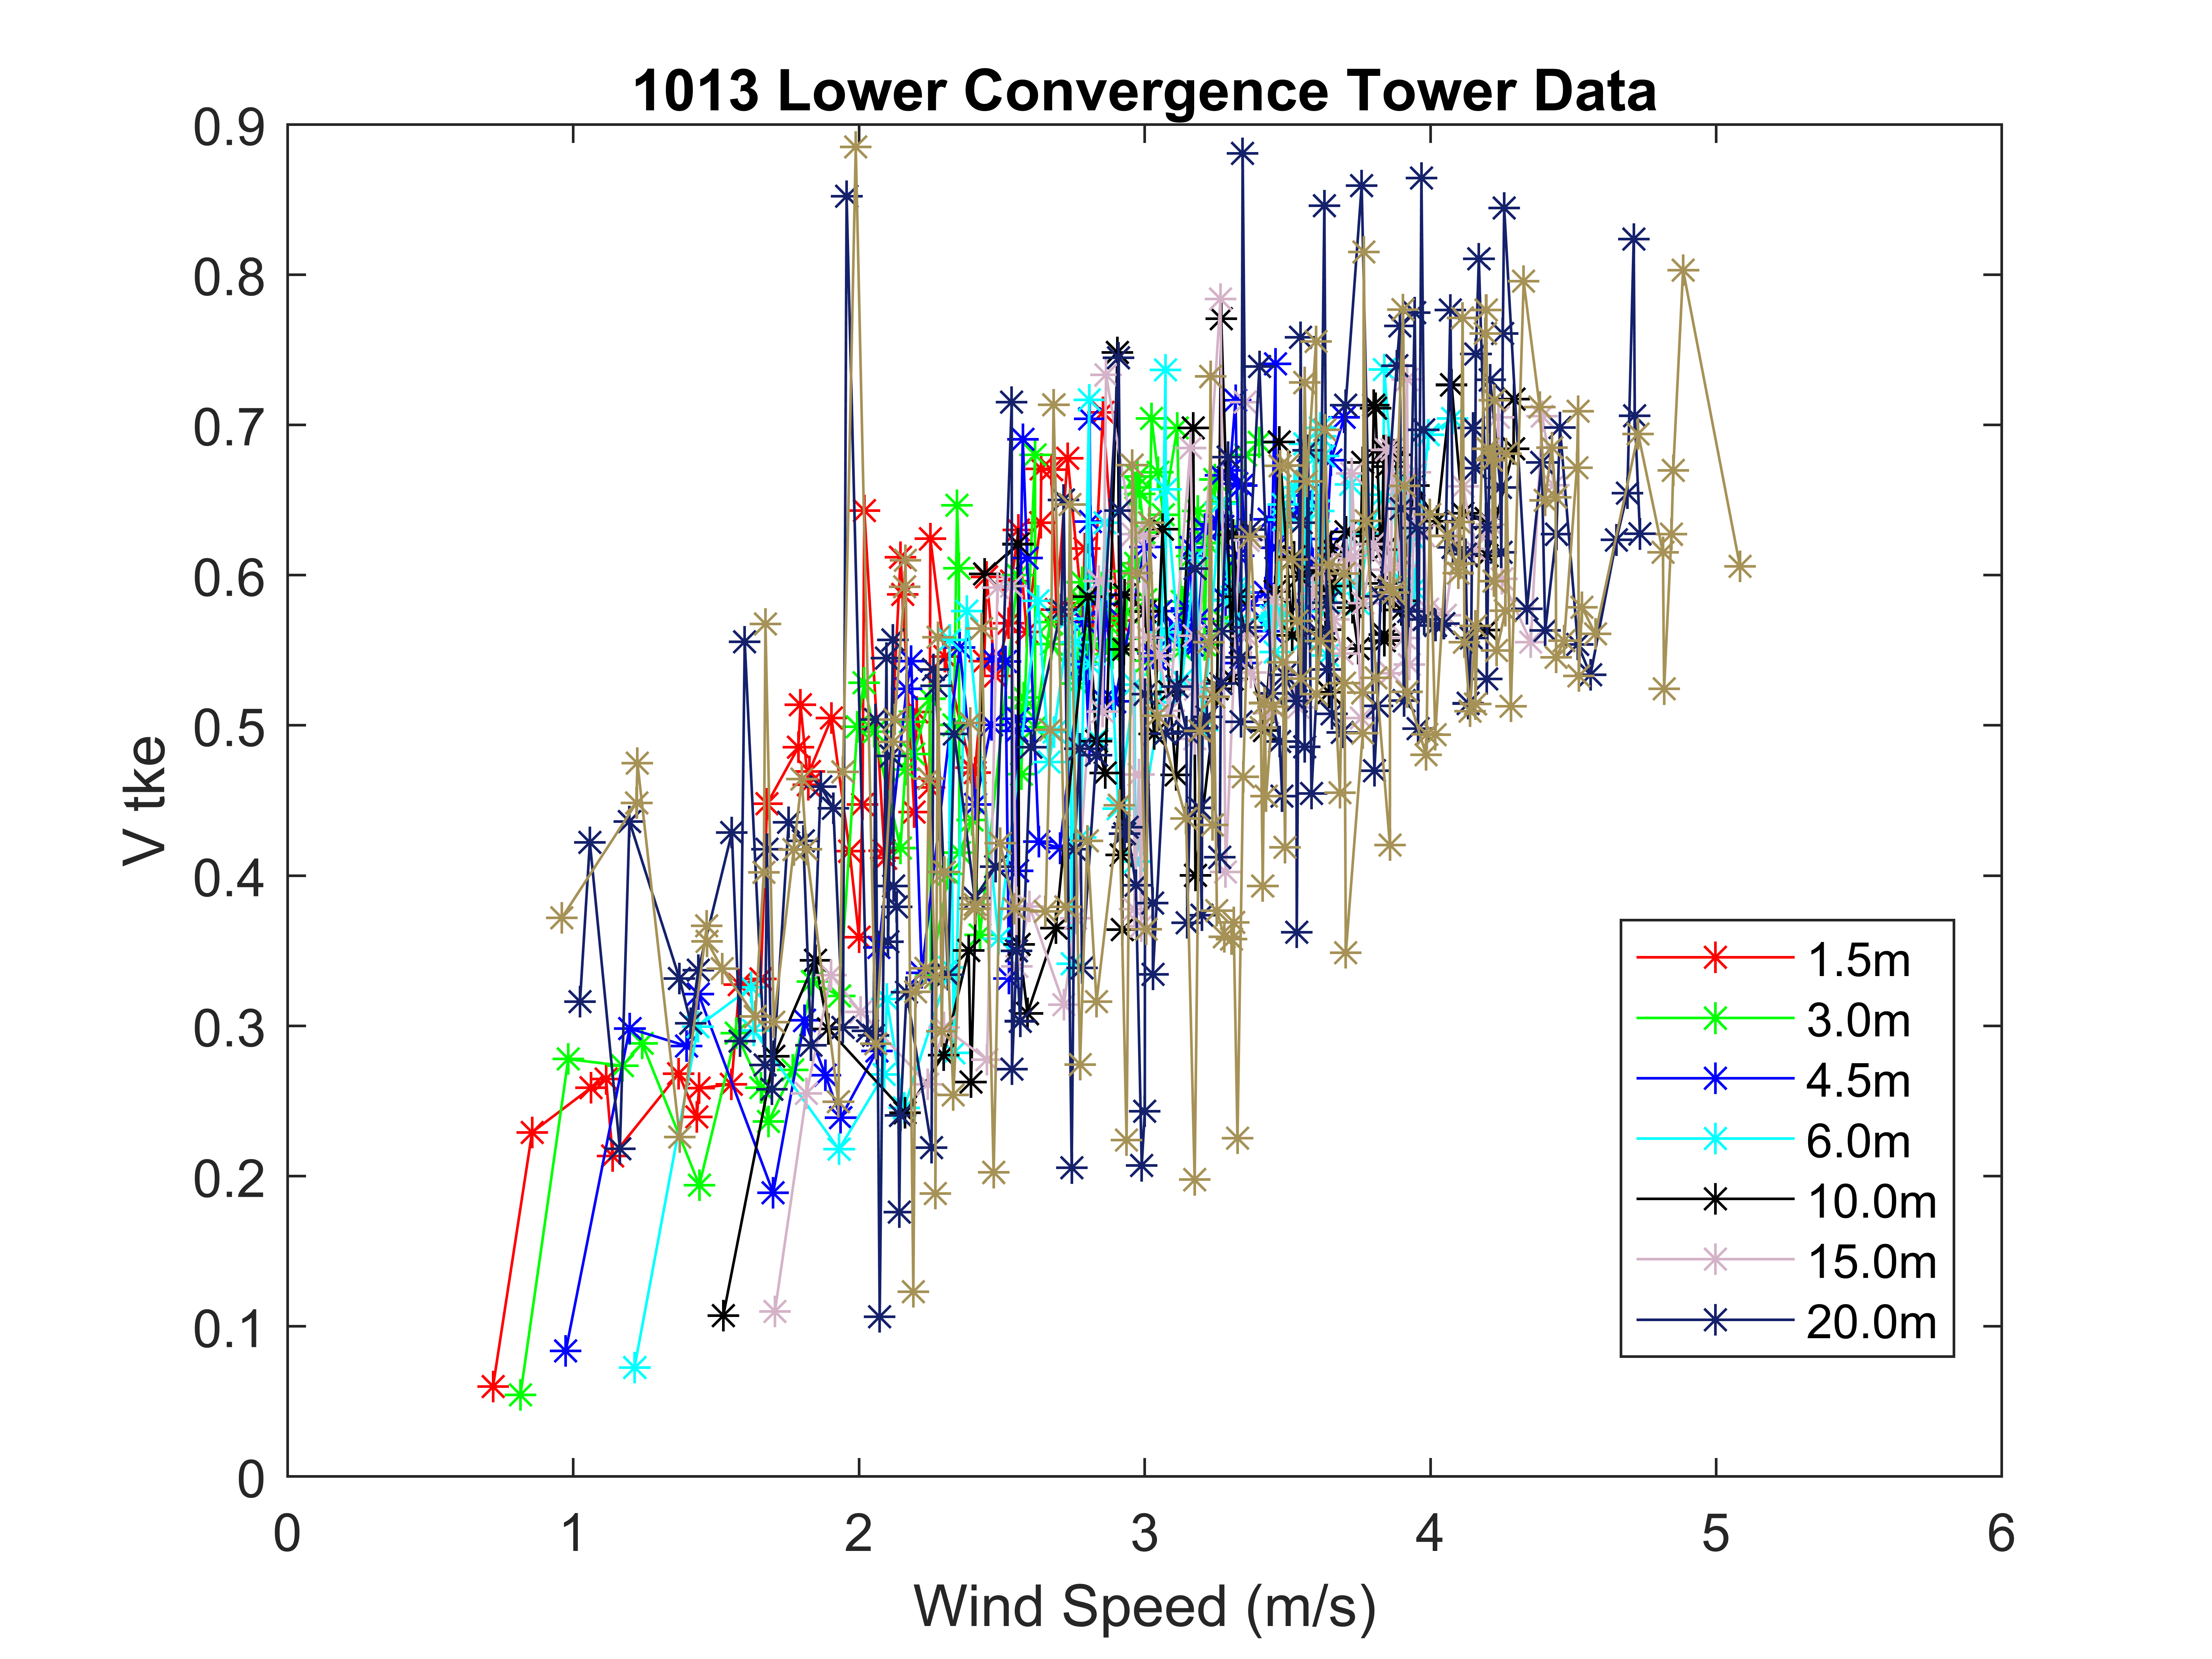 1013 Lower Convergence Tower Data
0.9
0.8
0.7
0.6
0.5
0.4
0.3
0.2
0.1
0
V tke
1.5m
3.0m
4.5m
6.0m
10.0m
15.0m
20.0m
0 1 2 3 4 5 6
Wind Speed (m/s)